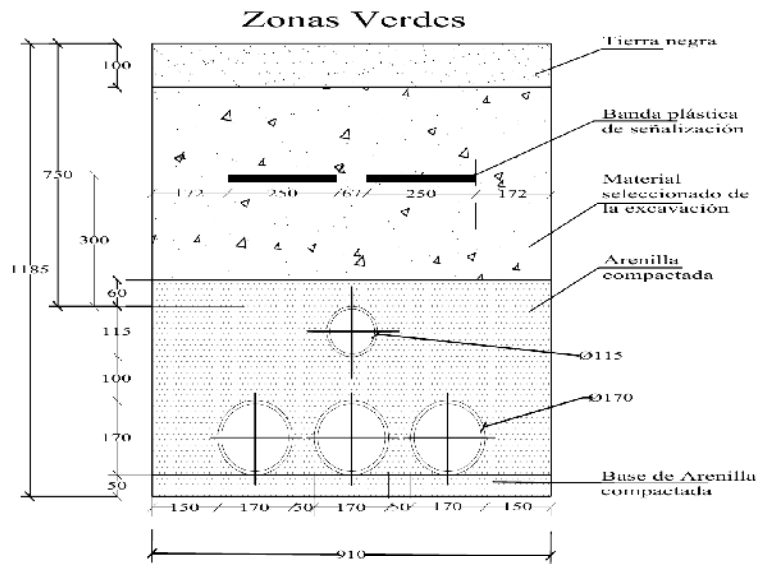 Zonas Verdes
Tierra negra
100
Banda plástica
de señalización
750
172
250
67
250
172
Material
seleccionado de
la excavación
300
1185
Arenilla
compactada
60
115
Ø115
100
Ø170
170
Base de Arenilla
compactada
50
150
170
50
170
50
170
150
910